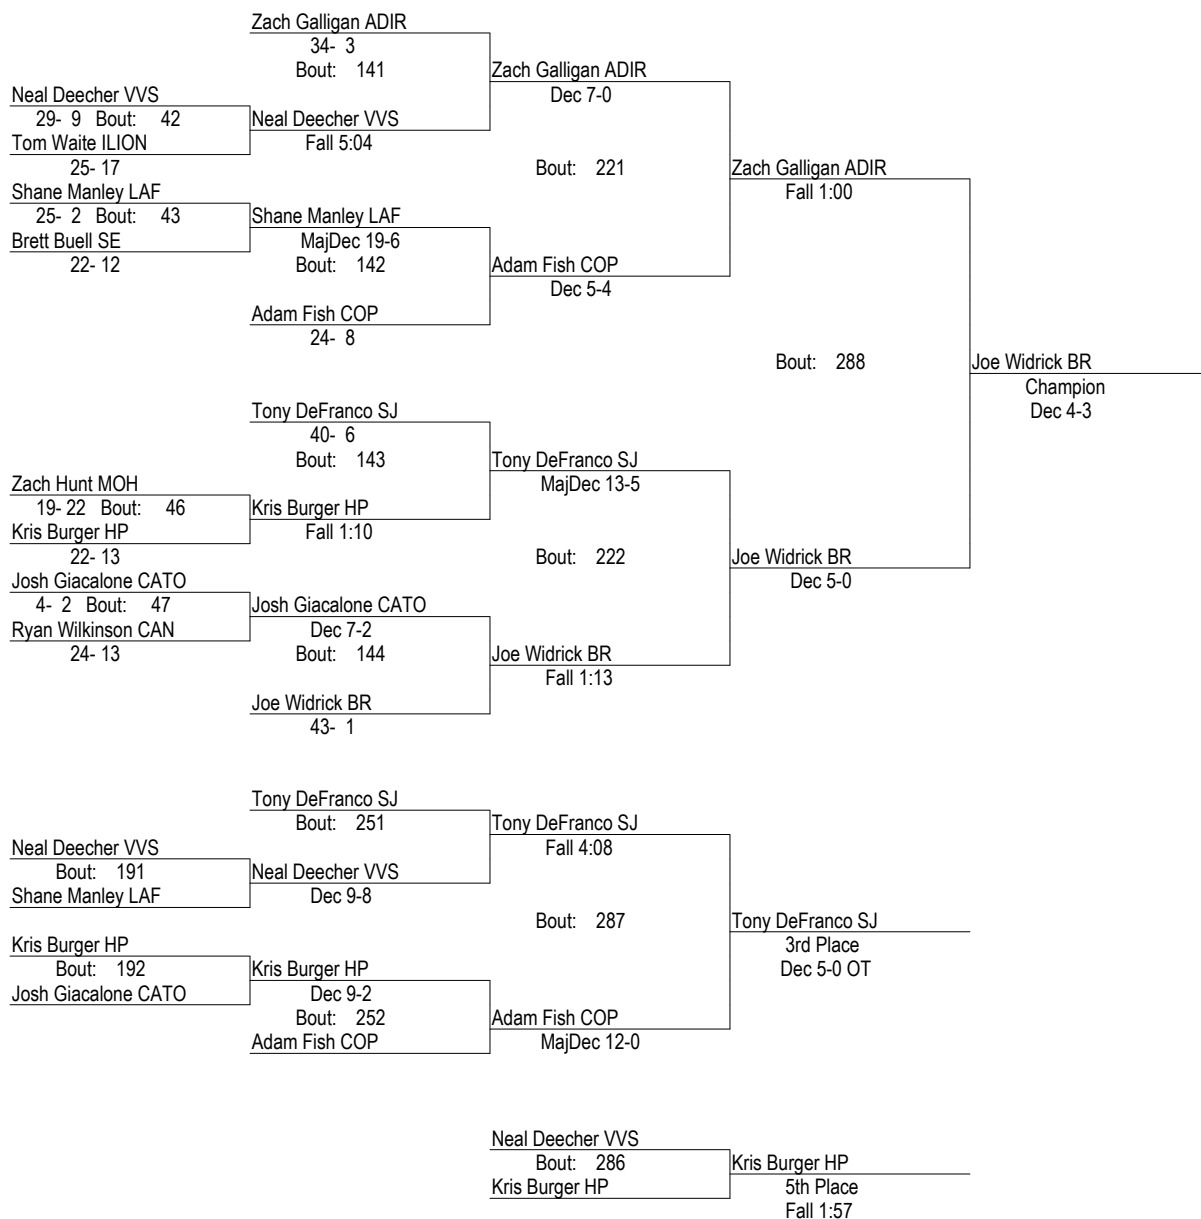 Zach Galligan ADIR
34- 3
Bout: 141
Zach Galligan ADIR
Dec 7-0
Neal Deecher VVS
29- 9 Bout: 42
Neal Deecher VVS
Tom Waite ILION
Fall 5:04
25- 17
Bout: 221
Zach Galligan ADIR
Fall 1:00
Shane Manley LAF
25- 2 Bout: 43
Shane Manley LAF
Brett Buell SE
MajDec 19-6
22- 12
Bout: 142
Adam Fish COP
Dec 5-4
Adam Fish COP
24- 8
Bout: 288
Joe Widrick BR
Champion
Dec 4-3
Tony DeFranco SJ
40- 6
Bout: 143
Tony DeFranco SJ
MajDec 13-5
Zach Hunt MOH
19- 22 Bout: 46
Kris Burger HP
Kris Burger HP
Fall 1:10
22- 13
Bout: 222
Joe Widrick BR
Dec 5-0
Josh Giacalone CATO
4- 2 Bout: 47
Josh Giacalone CATO
Ryan Wilkinson CAN
Dec 7-2
24- 13
Bout: 144
Joe Widrick BR
Fall 1:13
Joe Widrick BR
43- 1
Tony DeFranco SJ
Bout: 251
Tony DeFranco SJ
Fall 4:08
Neal Deecher VVS
Bout: 191
Neal Deecher VVS
Shane Manley LAF
Dec 9-8
Bout: 287
Tony DeFranco SJ
3rd Place
Dec 5-0 OT
Kris Burger HP
Bout: 192
Kris Burger HP
Josh Giacalone CATO
Dec 9-2
Bout: 252
Adam Fish COP
Adam Fish COP
MajDec 12-0
Neal Deecher VVS
Bout: 286
Kris Burger HP
Kris Burger HP
5th Place
Fall 1:57